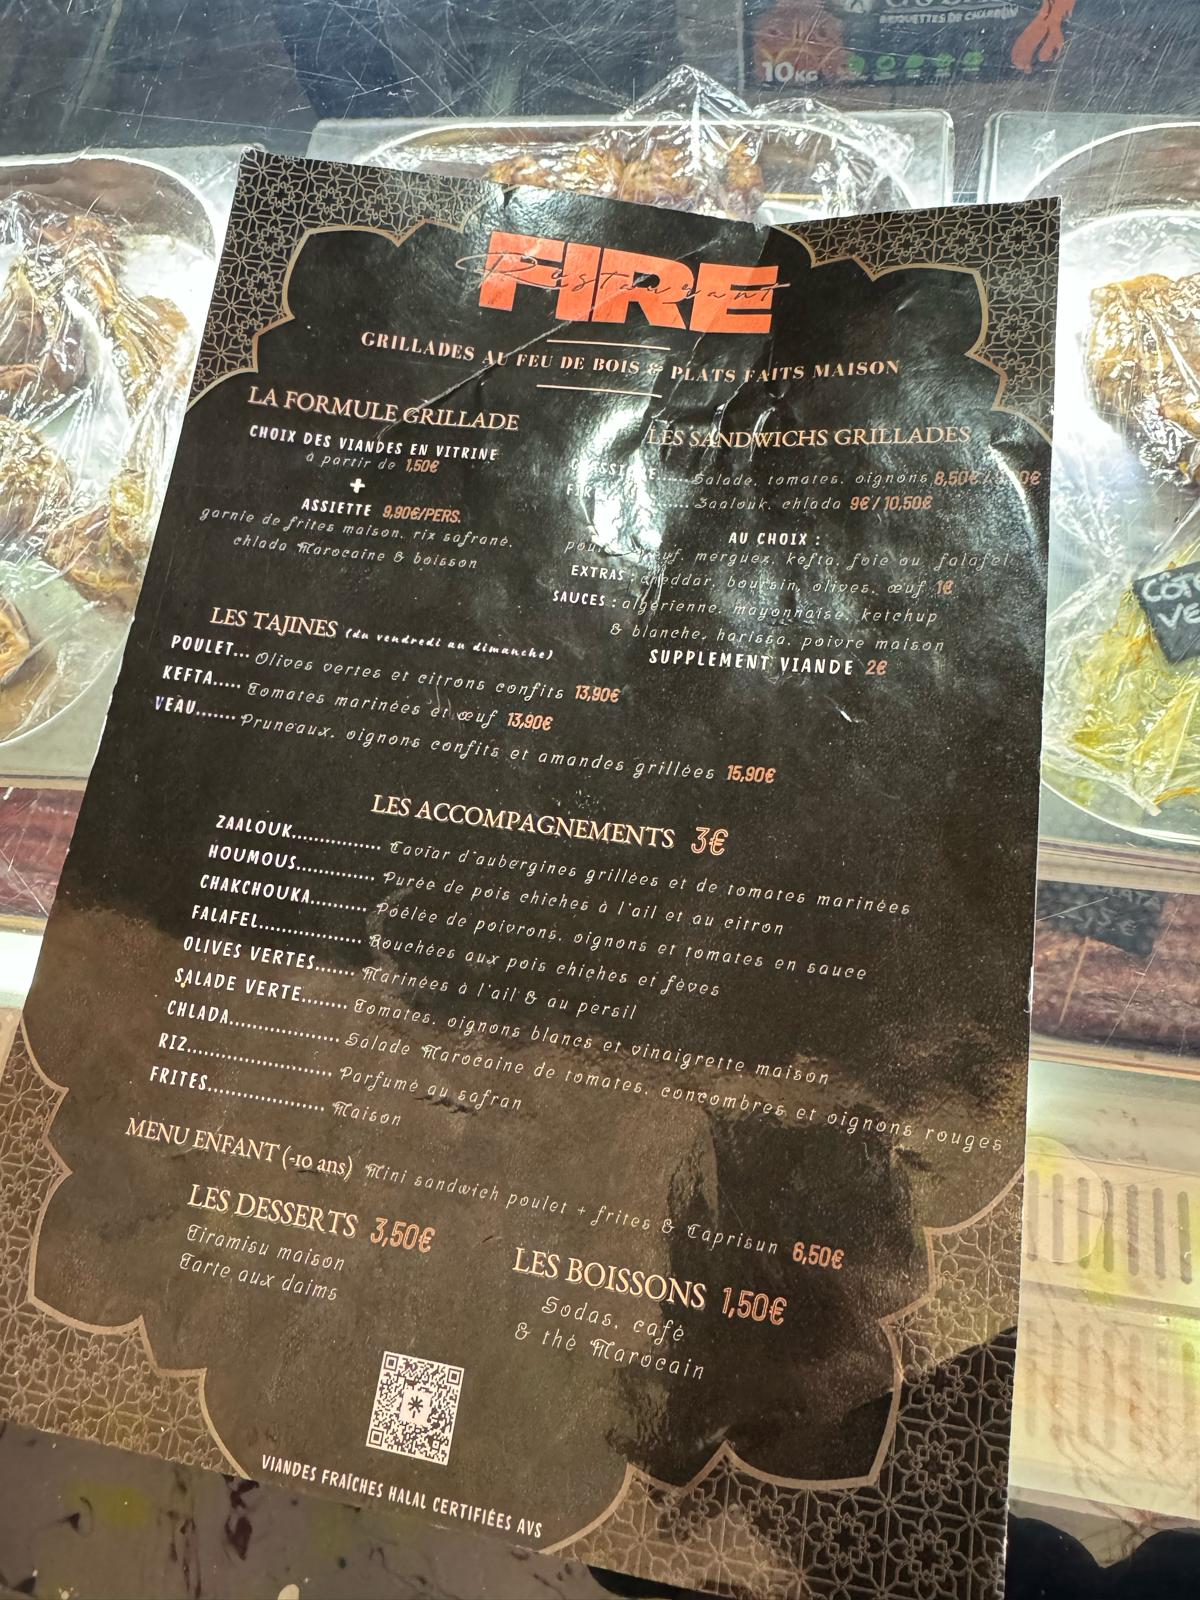 BRIQUETTES DE CHARBON
10KG
FIRE
Restaurant
GRILLADES AU FEU DE BOIS & PLATS FAITS MAISON
LA FORMULE GRILLADE
CHOIX DES VIANDES EN VITRINE
à partir de 1,50€
+
ASSIETTE 9,90€/PERS.
garnie de frites maison, riz safrané,
chlada Marocaine & boisson
LES SANDWICHS GRILLADES
Salade, tomates, oignons 8,50€ /
Zaalouk, chlada 9€ / 10,50€
AU CHOIX :
merguez, kefta, foie ou falafel
EXTRAS : cheddar, boursin, olives, œuf 1€
SAUCES : algérienne, mayonnaise, ketchup
& blanche, harissa, poivre maison
SUPPLEMENT VIANDE 2€
LES TAJINES (du vendredi au dimanche)
POULET... Olives vertes et citrons confits 13,90€
KEFTA..... Tomates marinées et œuf 13,90€
VEAU....... Pruneaux, oignons confits et amandes grillées 15,90€
LES ACCOMPAGNEMENTS 3€
ZAALOUK............... Caviar d'aubergines grillées et de tomates marinées
HOUMOUS............. Purée de pois chiches à l'ail et au citron
CHAKCHOUKA......... Poêlée de poivrons, oignons et tomates en sauce
FALAFEL................. Bouchées aux pois chiches et fèves
OLIVES VERTES....... Marinées à l'ail & au persil
SALADE VERTE........ Tomates, oignons blancs et vinaigrette maison
CHLADA.................. Salade Marocaine de tomates, concombres et oignons rouges
RIZ........................ Parfumé au safran
FRITES................... Maison
MENU ENFANT (-10 ans) Mini sandwich poulet + frites & Caprisun 6,50€
LES DESSERTS 3,50€
Tiramisu maison
Tarte aux daims
LES BOISSONS 1,50€
Sodas, café
& thé Marocain
VIANDES FRAÎCHES HALAL CERTIFIÉES AVS